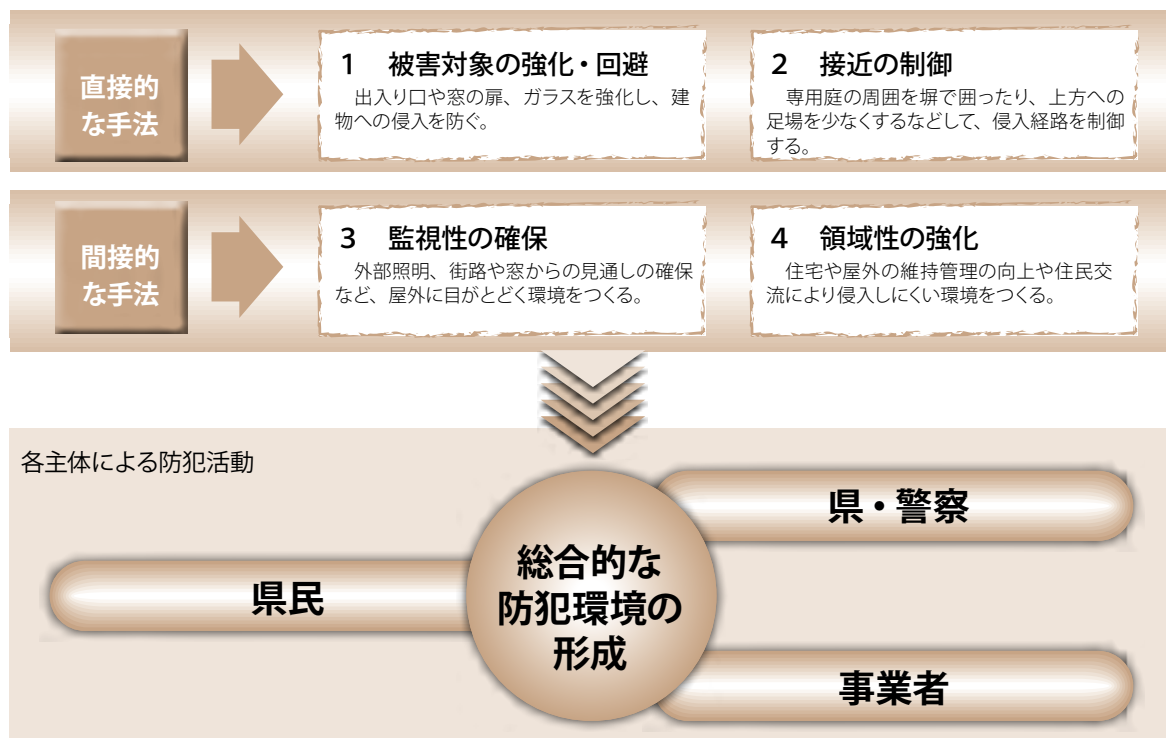 直接的
な手法
1　被害対象の強化・回避
　出入り口や窓の扉、ガラスを強化し、建
物への侵入を防ぐ。
2　接近の制御
　専用庭の周囲を塀で囲ったり、上方への
足場を少なくするなどして、侵入経路を制御
する。
間接的
な手法
3　監視性の確保
　外部照明、街路や窓からの見通しの確保
など、屋外に目がとどく環境をつくる。
4　領域性の強化
　住宅や屋外の維持管理の向上や住民交
流により侵入しにくい環境をつくる。
各主体による防犯活動
県民
総合的な
防犯環境の
形成
県・警察
事業者